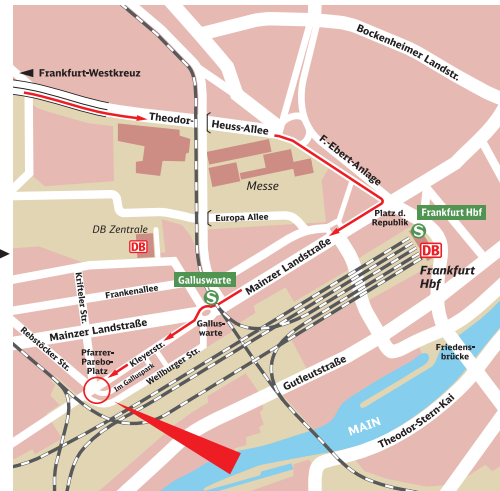 Bockenheimer Landstr.
Frankfurt-Westkreuz
Theodor-
Heuss-Allee
F.-Ebert-Anlage
Messe
Europa Allee
Platz d.
Republik
Frankfurt Hbf
S
DB
Frankfurt
Hbf
DB Zentrale
DB
Mainzer Landstraße
Galluswarte
S
Kritteler Str.
Frankenallee
Mainzer Landstraße
Gallus-
warte
Rebstöcker Str.
Pfarrer-
Parebo-
Platz
Kleyerstr.
Im Galluspark
Weilburger Str.
Gutleutstraße
Friedens-
brücke
MAIN
Theodor-Stern-Kai